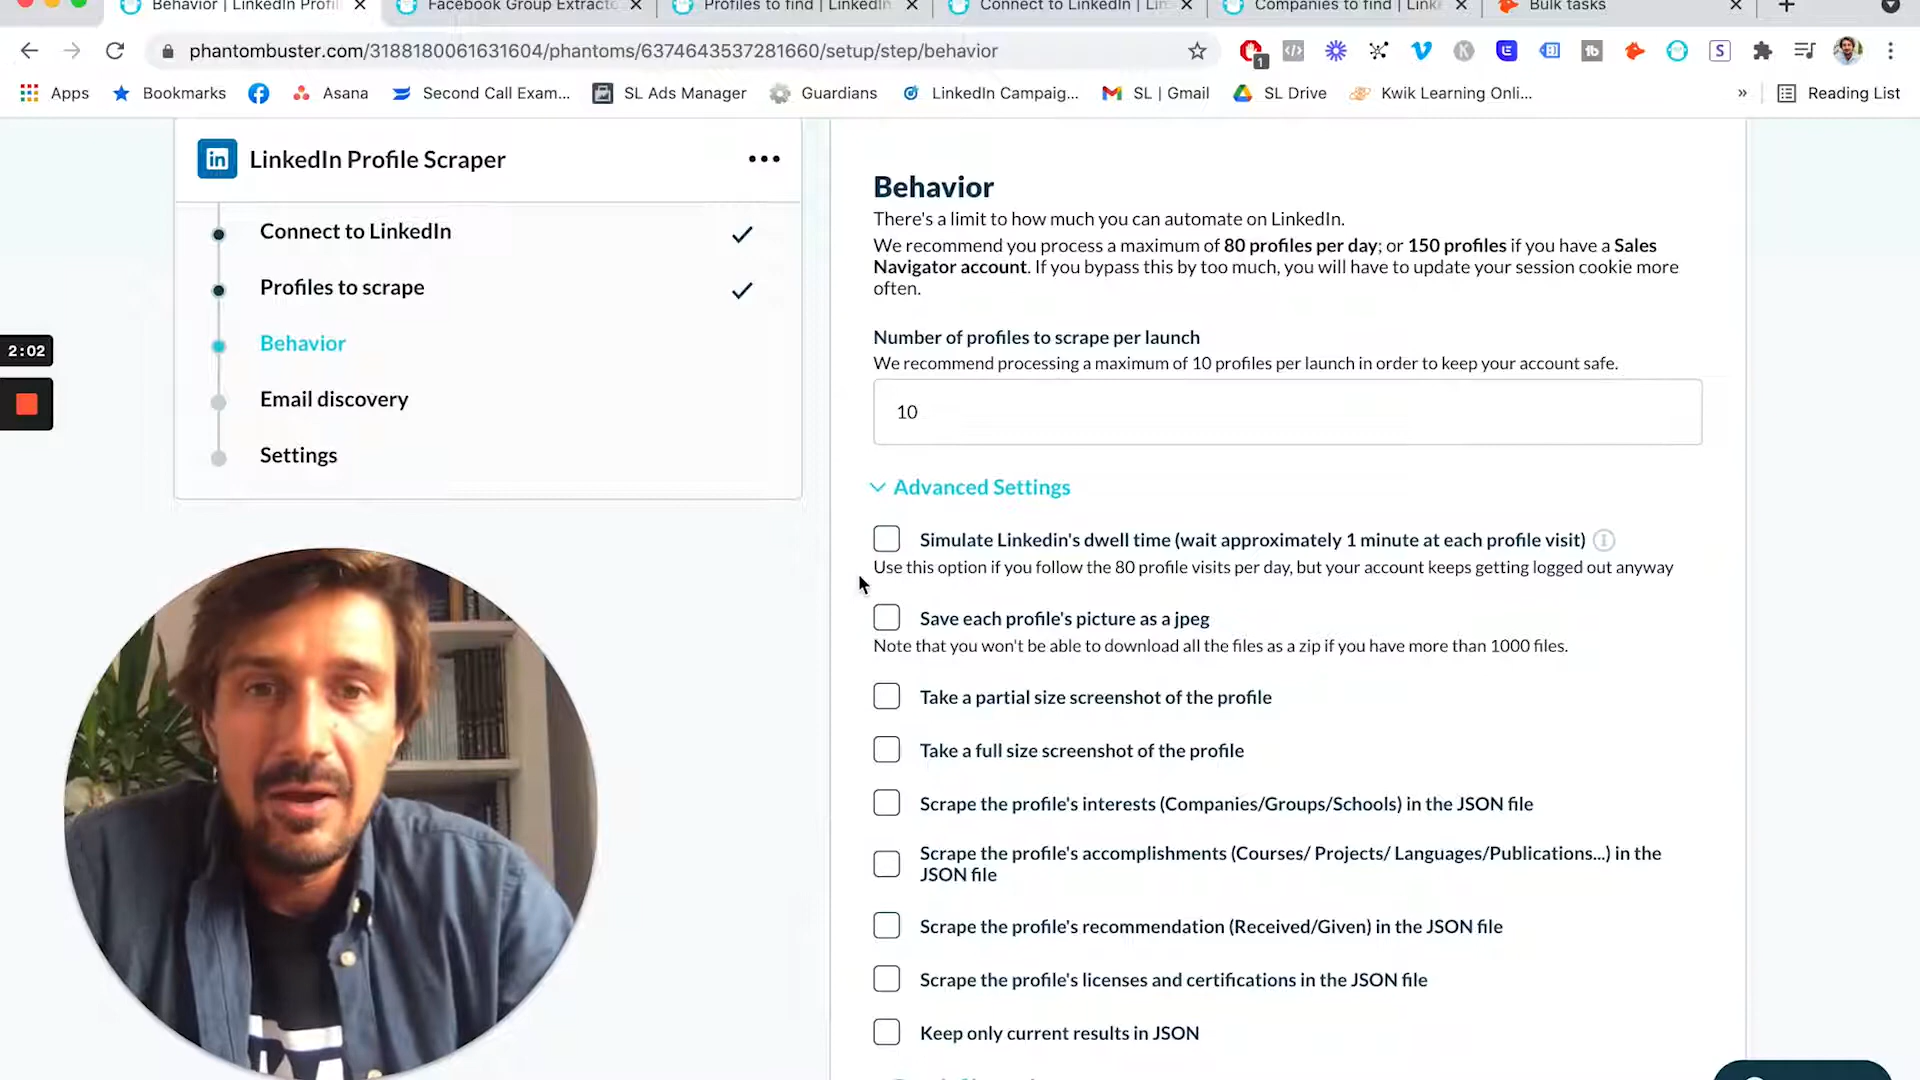 Behavior | LinkedIn Profil
Facebook Group Extracto
Profiles to find | LinkedIn
Connect to LinkedIn | Lin
Companies to find | Linke
Bulk tasks
phantombuster.com/3188180061631604/phantoms/6374643537281660/setup/step/behavior
1
Apps
Bookmarks
Asana
Second Call Exam...
SL Ads Manager
Guardians
LinkedIn Campaig...
SL | Gmail
SL Drive
Kwik Learning Onli...
»
Reading List
LinkedIn Profile Scraper
Connect to LinkedIn
Profiles to scrape
Behavior
Email discovery
Settings
2:02
Behavior
There's a limit to how much you can automate on LinkedIn.
We recommend you process a maximum of 80 profiles per day; or 150 profiles if you have a Sales
Navigator account. If you bypass this by too much, you will have to update your session cookie more
often.
Number of profiles to scrape per launch
We recommend processing a maximum of 10 profiles per launch in order to keep your account safe.
10
Advanced Settings
Simulate Linkedin's dwell time (wait approximately 1 minute at each profile visit)
Use this option if you follow the 80 profile visits per day, but your account keeps getting logged out anyway
Save each profile's picture as a jpeg
Note that you won't be able to download all the files as a zip if you have more than 1000 files.
Take a partial size screenshot of the profile
Take a full size screenshot of the profile
Scrape the profile's interests (Companies/Groups/Schools) in the JSON file
Scrape the profile's accomplishments (Courses/ Projects/ Languages/Publications...) in the
JSON file
Scrape the profile's recommendation (Received/Given) in the JSON file
Scrape the profile's licenses and certifications in the JSON file
Keep only current results in JSON